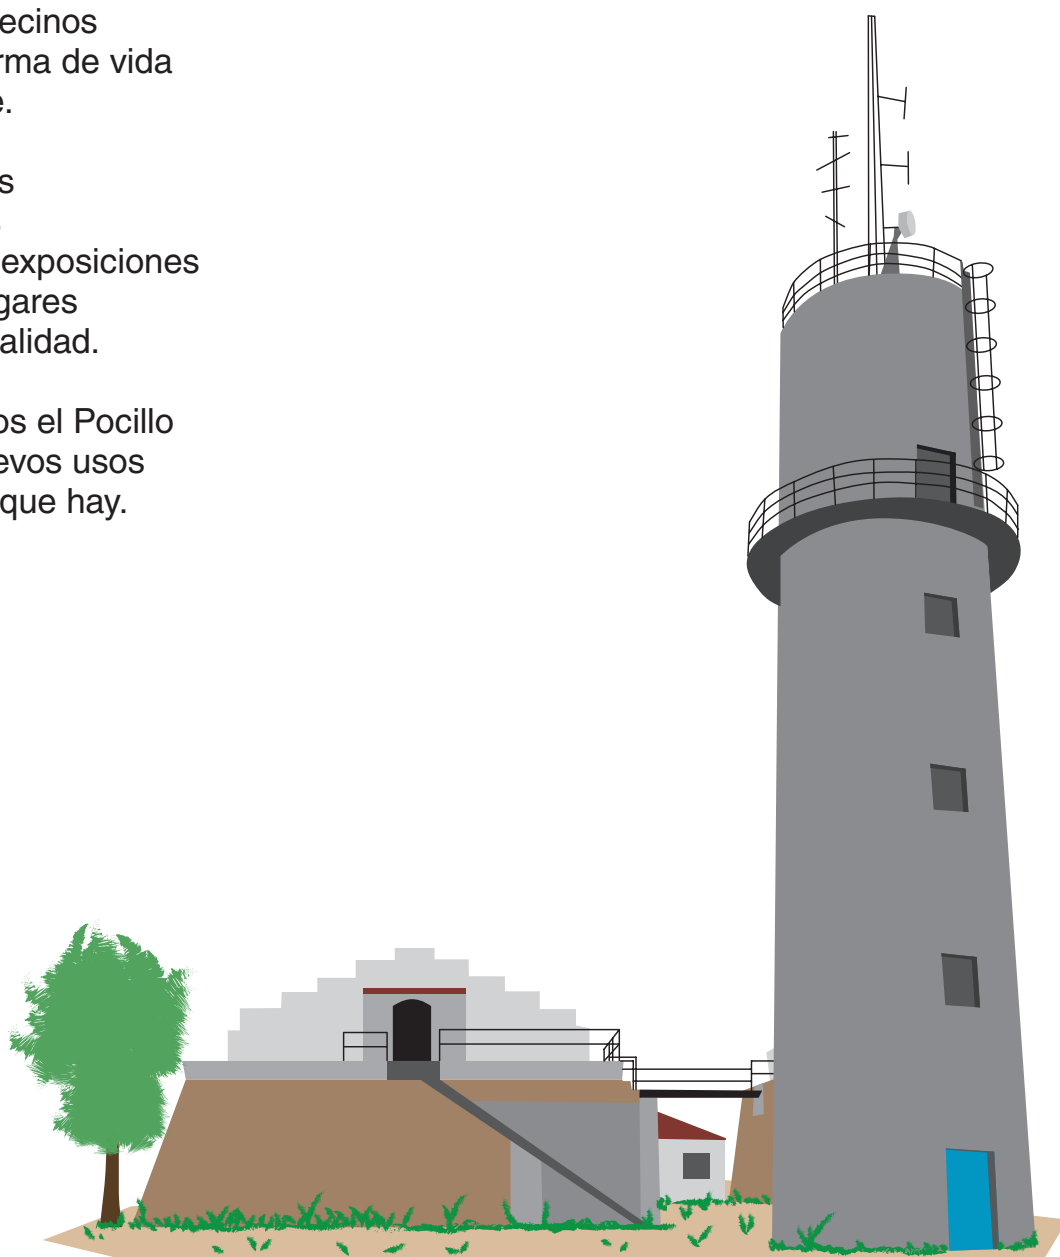 ecinos
rma de vida
e.
s
exposiciones
gares
alidad.
os el Pocillo
evos usos
que hay.